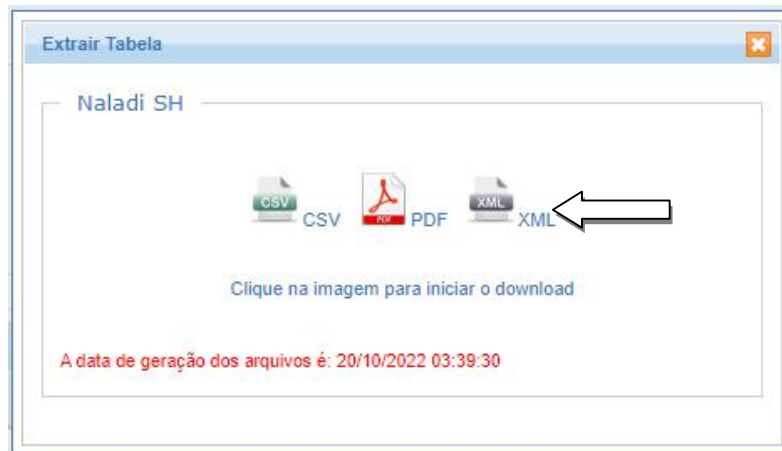 Extrair Tabela
Naladi SH
CSV CSV PDF PDF XML XML
Clique na imagem para iniciar o download
A data de geração dos arquivos é: 20/10/2022 03:39:30